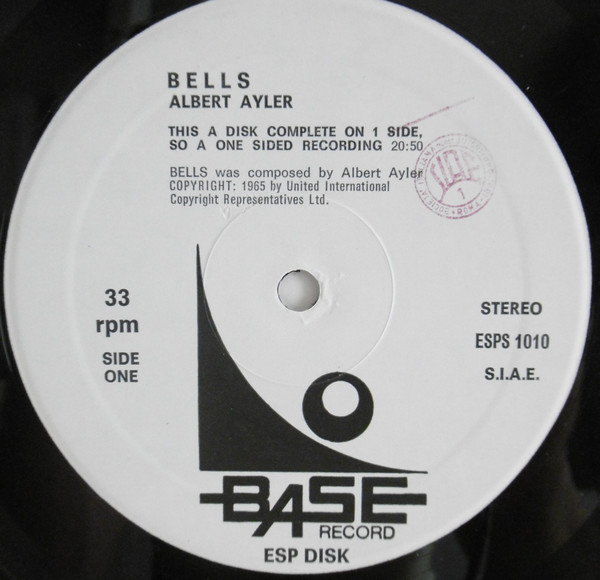 BELLS
ALBERT AYLER
THIS A DISK COMPLETE ON 1 SIDE,
SO A ONE SIDED RECORDING 20:50
BELLS was composed by Albert Ayler
COPYRIGHT: 1965 by United International
Copyright Representatives Ltd.
33
rpm
SIDE
ONE
STEREO
ESPS 1010
S.I.A.E.
BASE
RECORD
ESP DISK
ROMA
1